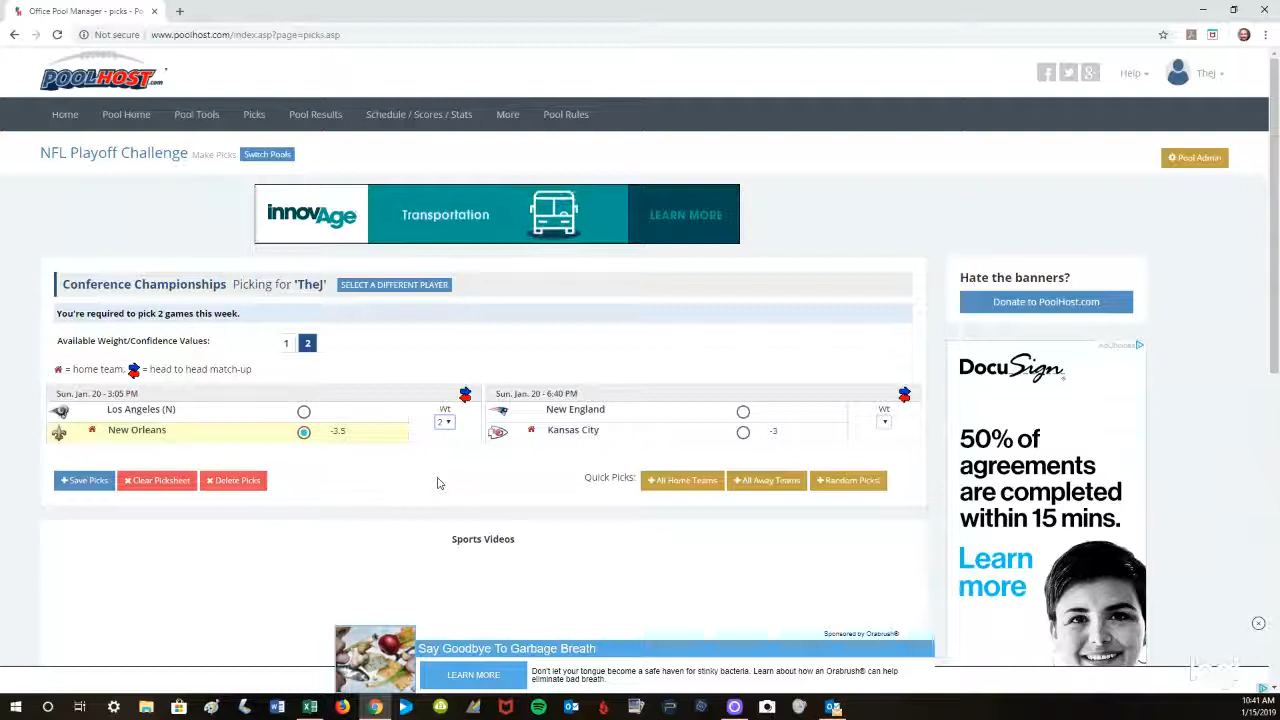 Office Pool Manager - picks - Po
Not secure | www.poolhost.com/index.asp?page=picks.asp
POOLHOST.com
Help
TheJ
Home
Pool Home
Pool Tools
Picks
Pool Results
Schedule / Scores / Stats
More
Pool Rules
NFL Playoff Challenge Make Picks Switch Pools
Pool Admin
innovAge
Transportation
LEARN MORE
Conference Championships Picking for 'TheJ' SELECT A DIFFERENT PLAYER
You're required to pick 2 games this week.
Available Weight/Confidence Values: 1 2
= home team, = head to head match-up
Sun. Jan. 20 - 3:05 PM
Los Angeles (N) Wt
New Orleans -3.5 2
Sun. Jan. 20 - 6:40 PM
New England Wt
Kansas City -3
Save Picks Clear Picksheet Delete Picks
Quick Picks: All Home Teams All Away Teams Random Picks!
Sports Videos
Hate the banners?
Donate to PoolHost.com
AdChoices
DocuSign
50% of
agreements
are completed
within 15 mins.
Learn
more
Sponsored by Orabrush®
Say Goodbye To Garbage Breath
LEARN MORE
Don't let your tongue become a safe haven for stinky bacteria. Learn about how an Orabrush® can help
eliminate bad breath.
10:41 AM
1/15/2019